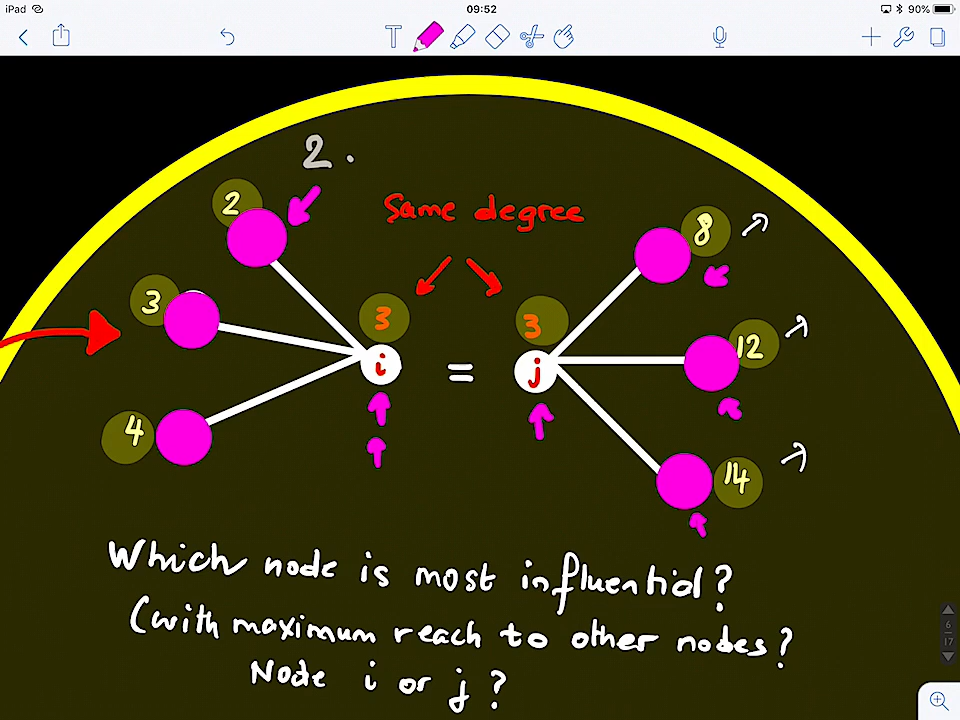 iPad 09:52 90%
T
2.
2
Same degree
8
3
3
3
12
i = j
4
14
Which node is most influential?
(with maximum reach to other nodes?
Node i or j?
6
17